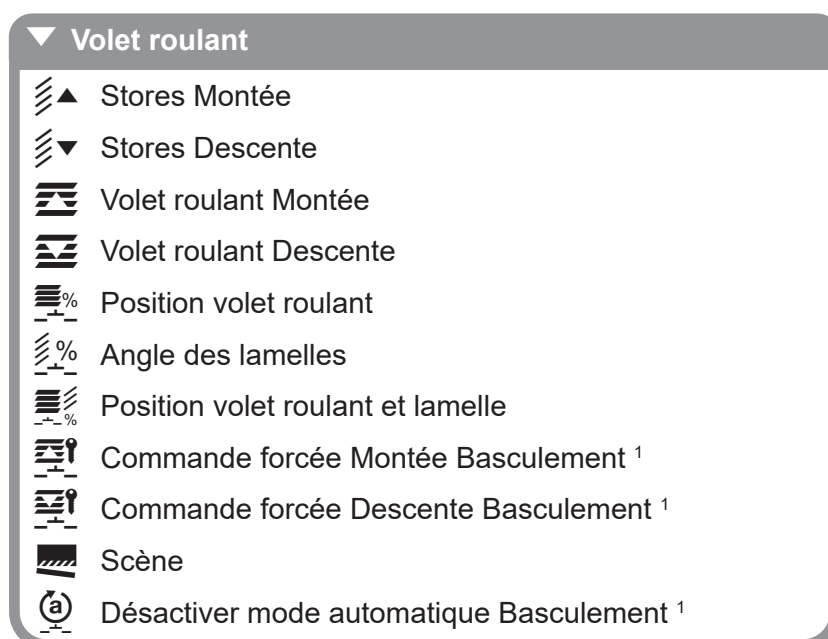 Volet roulant
Stores Montée
Stores Descente
Volet roulant Montée
Volet roulant Descente
% Position volet roulant
% Angle des lamelles
% Position volet roulant et lamelle
Commande forcée Montée Basculement 1
Commande forcée Descente Basculement 1
Scène
a Désactiver mode automatique Basculement 1